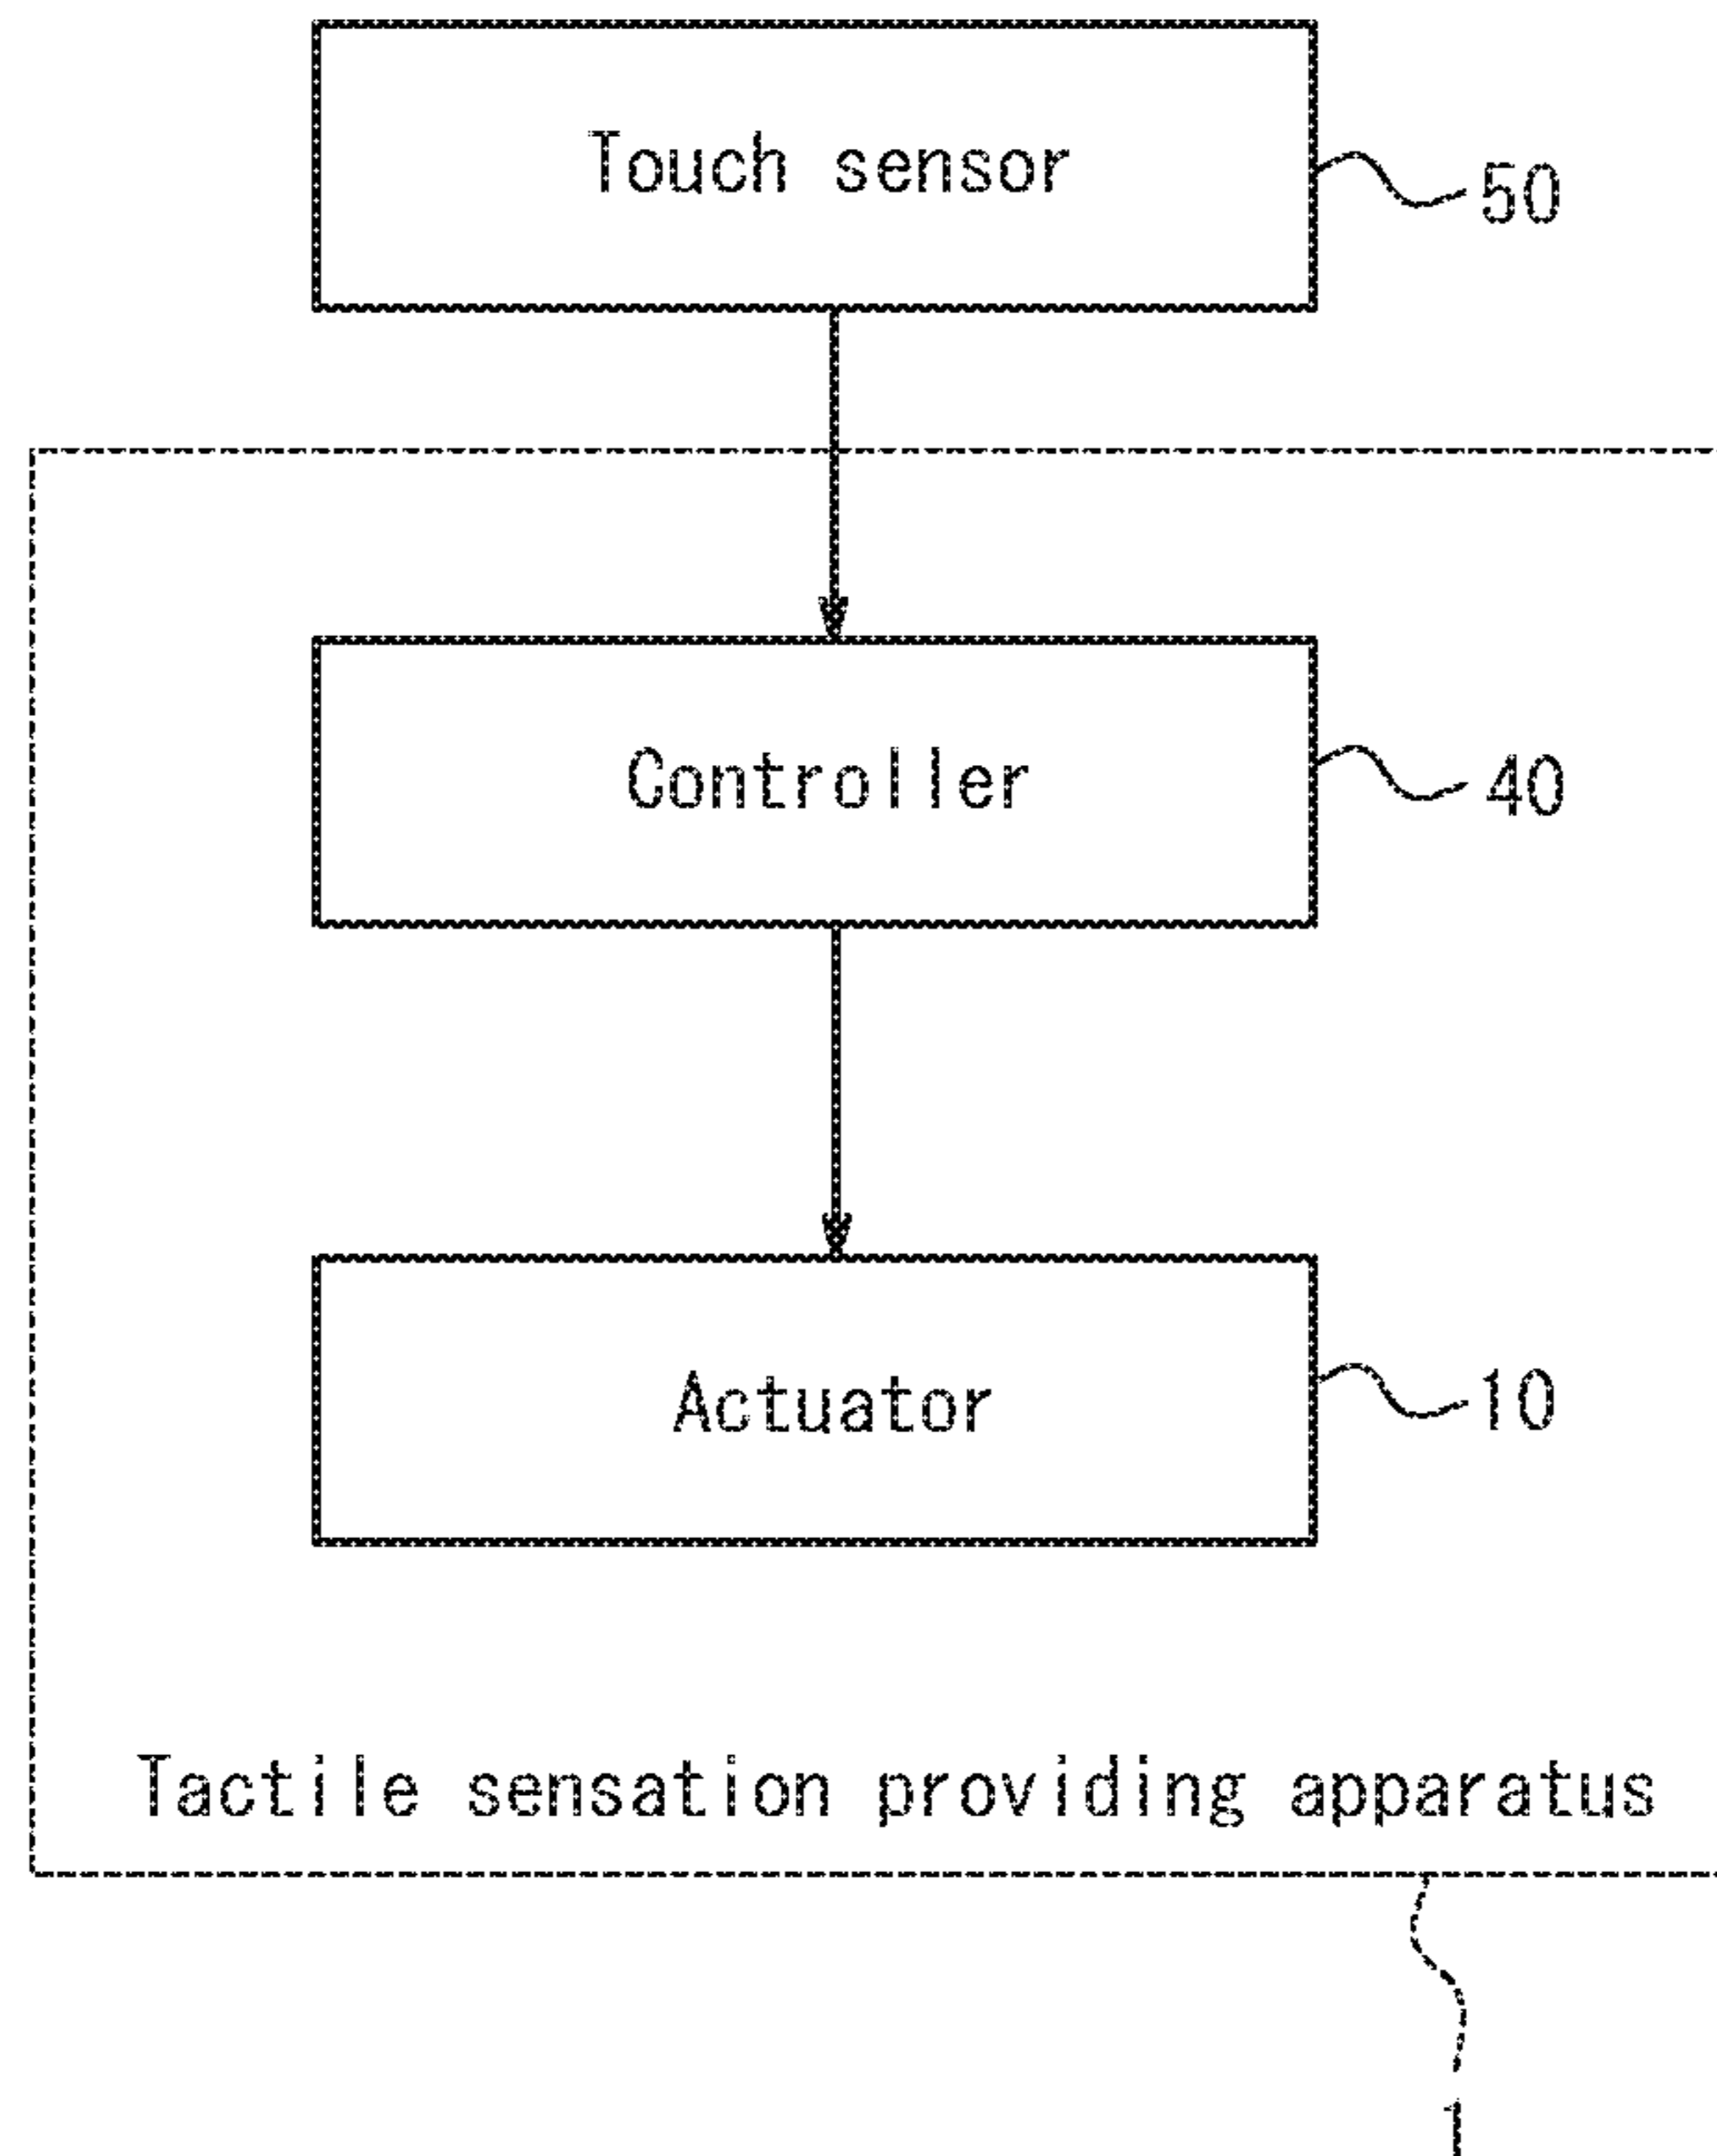 Touch sensor
50
Controller
40
Actuator
10
Tactile sensation providing apparatus
1